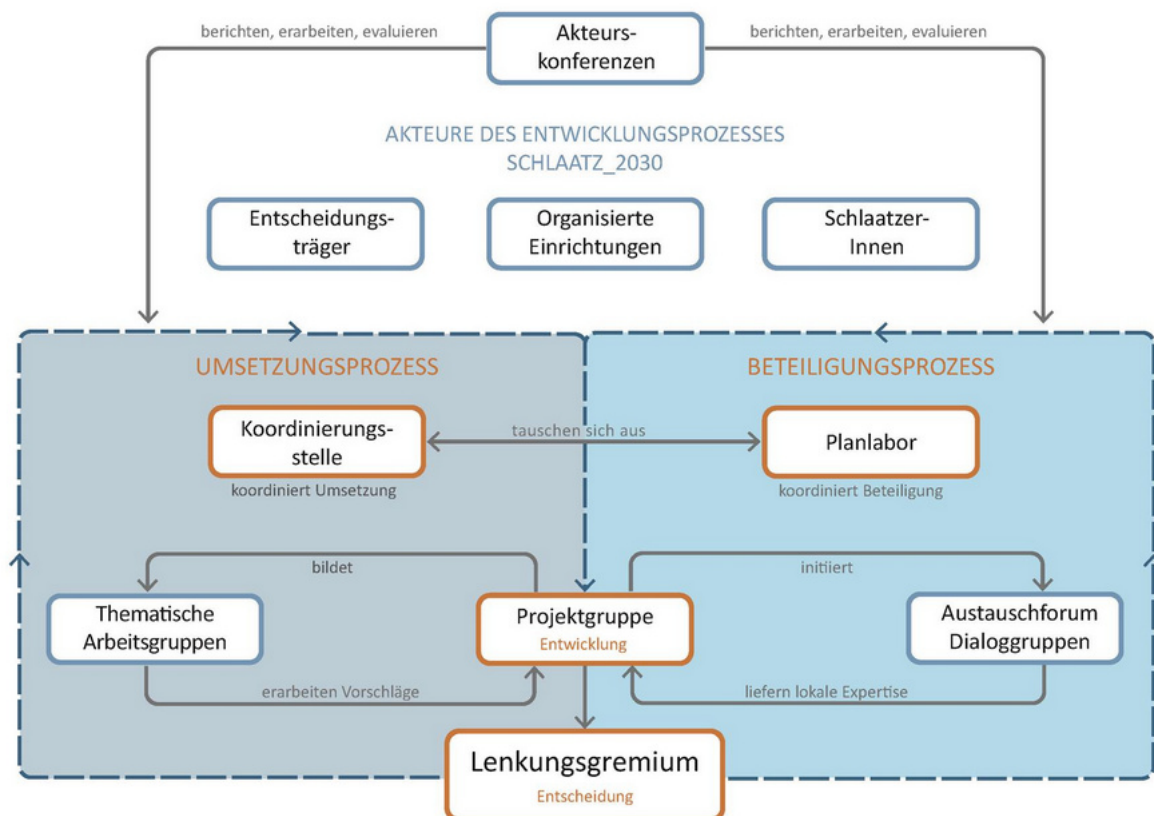 berichten, erarbeiten, evaluieren
Akteurs-
konferenzen
berichten, erarbeiten, evaluieren
AKTEURE DES ENTWICKLUNGSPROZESSES
SCHLAATZ_2030
Entscheidungs-
träger
Organisierte
Einrichtungen
Schlaatzer-
Innen
UMSETZUNGSPROZESS
BETEILIGUNGSPROZESS
Koordinierungs-
stelle
koordiniert Umsetzung
tauschen sich aus
Planlabor
koordiniert Beteiligung
bildet
initiiert
Thematische
Arbeitsgruppen
Projektgruppe
Entwicklung
Austauschforum
Dialoggruppen
erarbeiten Vorschläge
liefern lokale Expertise
Lenkungsgremium
Entscheidung